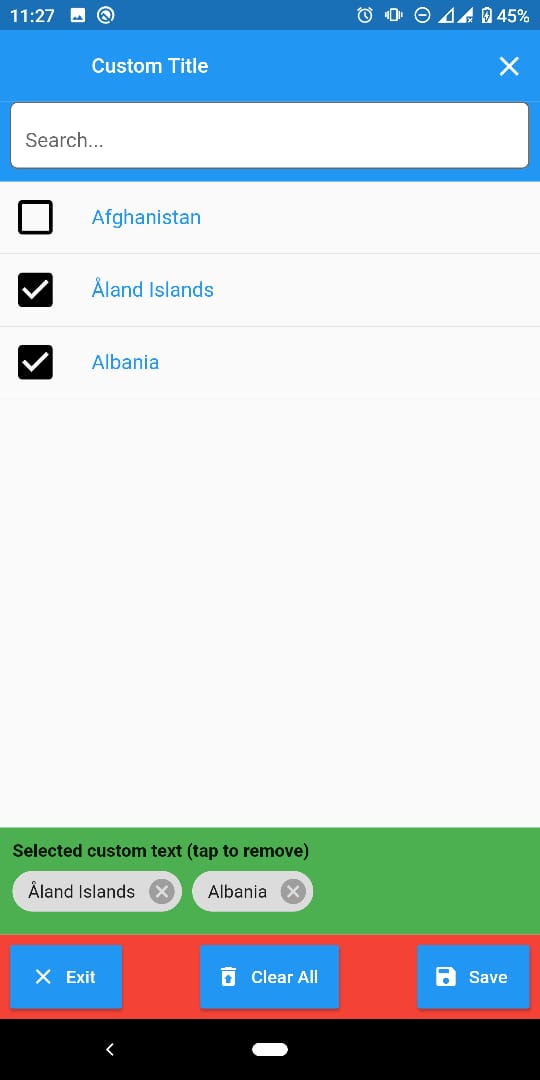 11:27 45%
Custom Title
Search...
Afghanistan
Åland Islands
Albania
Selected custom text (tap to remove)
Åland Islands Albania
Exit Clear All Save